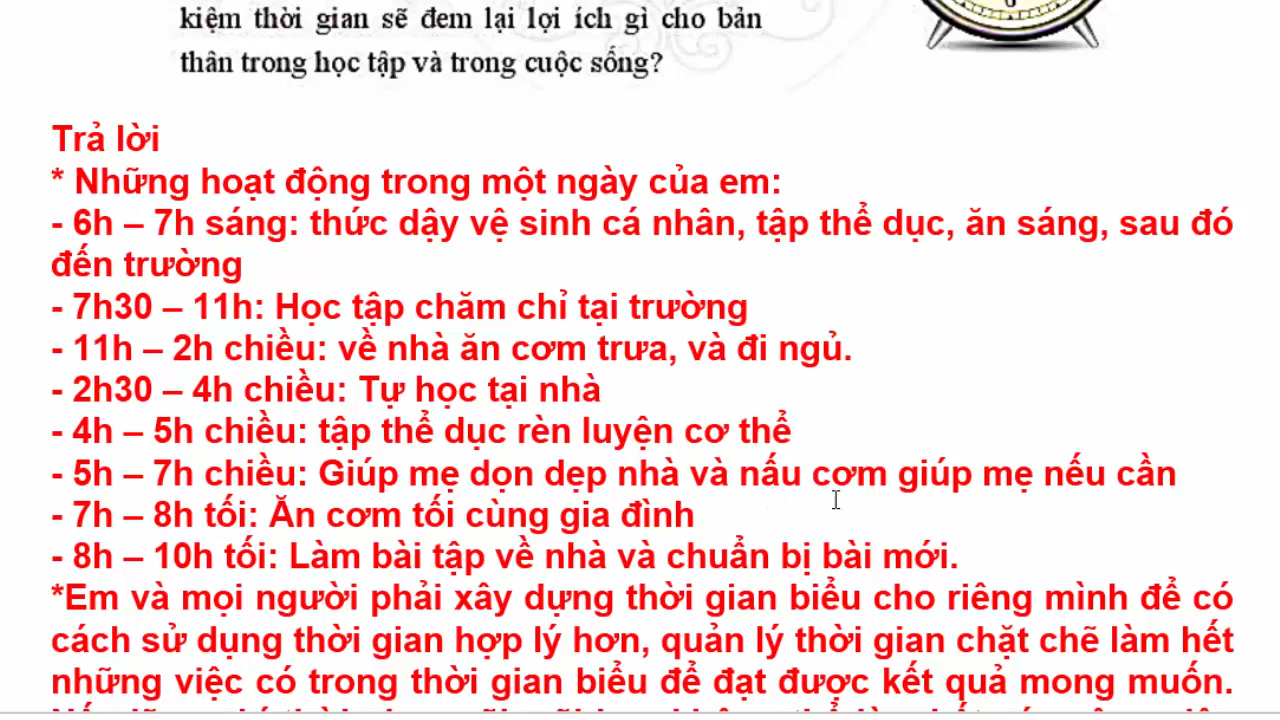 kiệm thời gian sẽ đem lại lợi ích gì cho bản
thân trong học tập và trong cuộc sống?
Trả lời
* Những hoạt động trong một ngày của em:
- 6h – 7h sáng: thức dậy vệ sinh cá nhân, tập thể dục, ăn sáng, sau đó
đến trường
- 7h30 – 11h: Học tập chăm chỉ tại trường
- 11h – 2h chiều: về nhà ăn cơm trưa, và đi ngủ.
- 2h30 – 4h chiều: Tự học tại nhà
- 4h – 5h chiều: tập thể dục rèn luyện cơ thể
- 5h – 7h chiều: Giúp mẹ dọn dẹp nhà và nấu cơm giúp mẹ nếu cần
- 7h – 8h tối: Ăn cơm tối cùng gia đình
- 8h – 10h tối: Làm bài tập về nhà và chuẩn bị bài mới.
*Em và mọi người phải xây dựng thời gian biểu cho riêng mình để có
cách sử dụng thời gian hợp lý hơn, quản lý thời gian chặt chẽ làm hết
những việc có trong thời gian biểu để đạt được kết quả mong muốn.